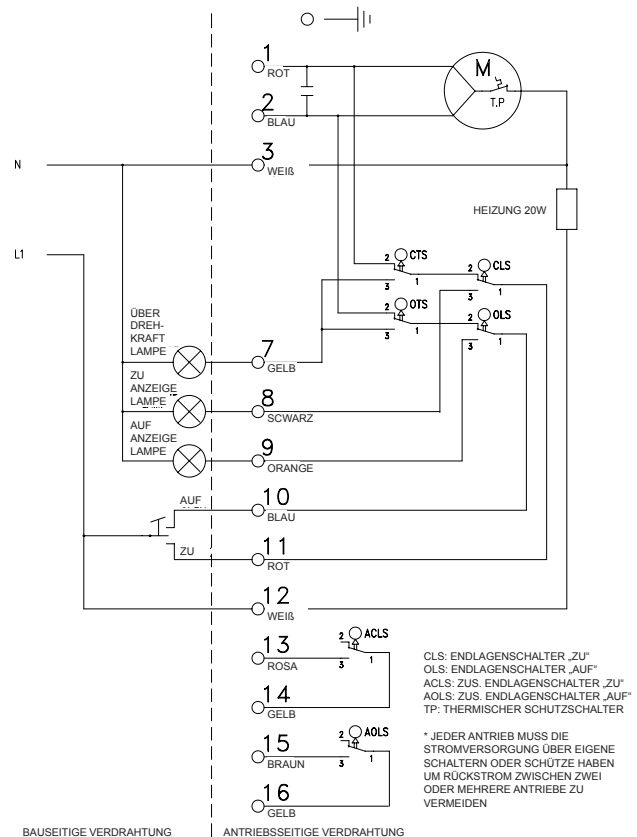 1
ROT
M
T.P
2
BLAU
3
WEIß
N
HEIZUNG 20W
L1
2 CTS
1
3
2 CLS
1
3
2 OTS
1
3
2 OLS
1
3
ÜBER
DREH-
KRAFT
LAMPE
7
GELB
ZU
ANZEIGE
LAMPE
8
SCWARZ
AUF
ANZEIGE
LAMPE
9
ORANGE
AUF
10
BLAU
ZU
11
ROT
12
WEIß
13
ROSA
2 ACLS
3 1
14
GELB
15
BRAUN
2 AOLS
3 1
16
GELB
CLS: ENDLAGENSCHALTER „ZU“
OLS: ENDLAGENSCHALTER „AUF“
ACLS: ZUS. ENDLAGENSCHALTER „ZU“
AOLS: ZUS. ENDLAGENSCHALTER „AUF“
TP: THERMISCHER SCHUTZSCHALTER
* JEDER ANTRIEB MUSS DIE
STROMVERSORGUNG ÜBER EIGENE
SCHALTERN ODER SCHÜTZE HABEN
UM RÜCKSTROM ZWISCHEN ZWEI
ODER MEHRERE ANTRIEBE ZU
VERMEIDEN
BAUSEITIGE VERDRAHTUNG
ANTRIEBSSEITIGE VERDRAHTUNG